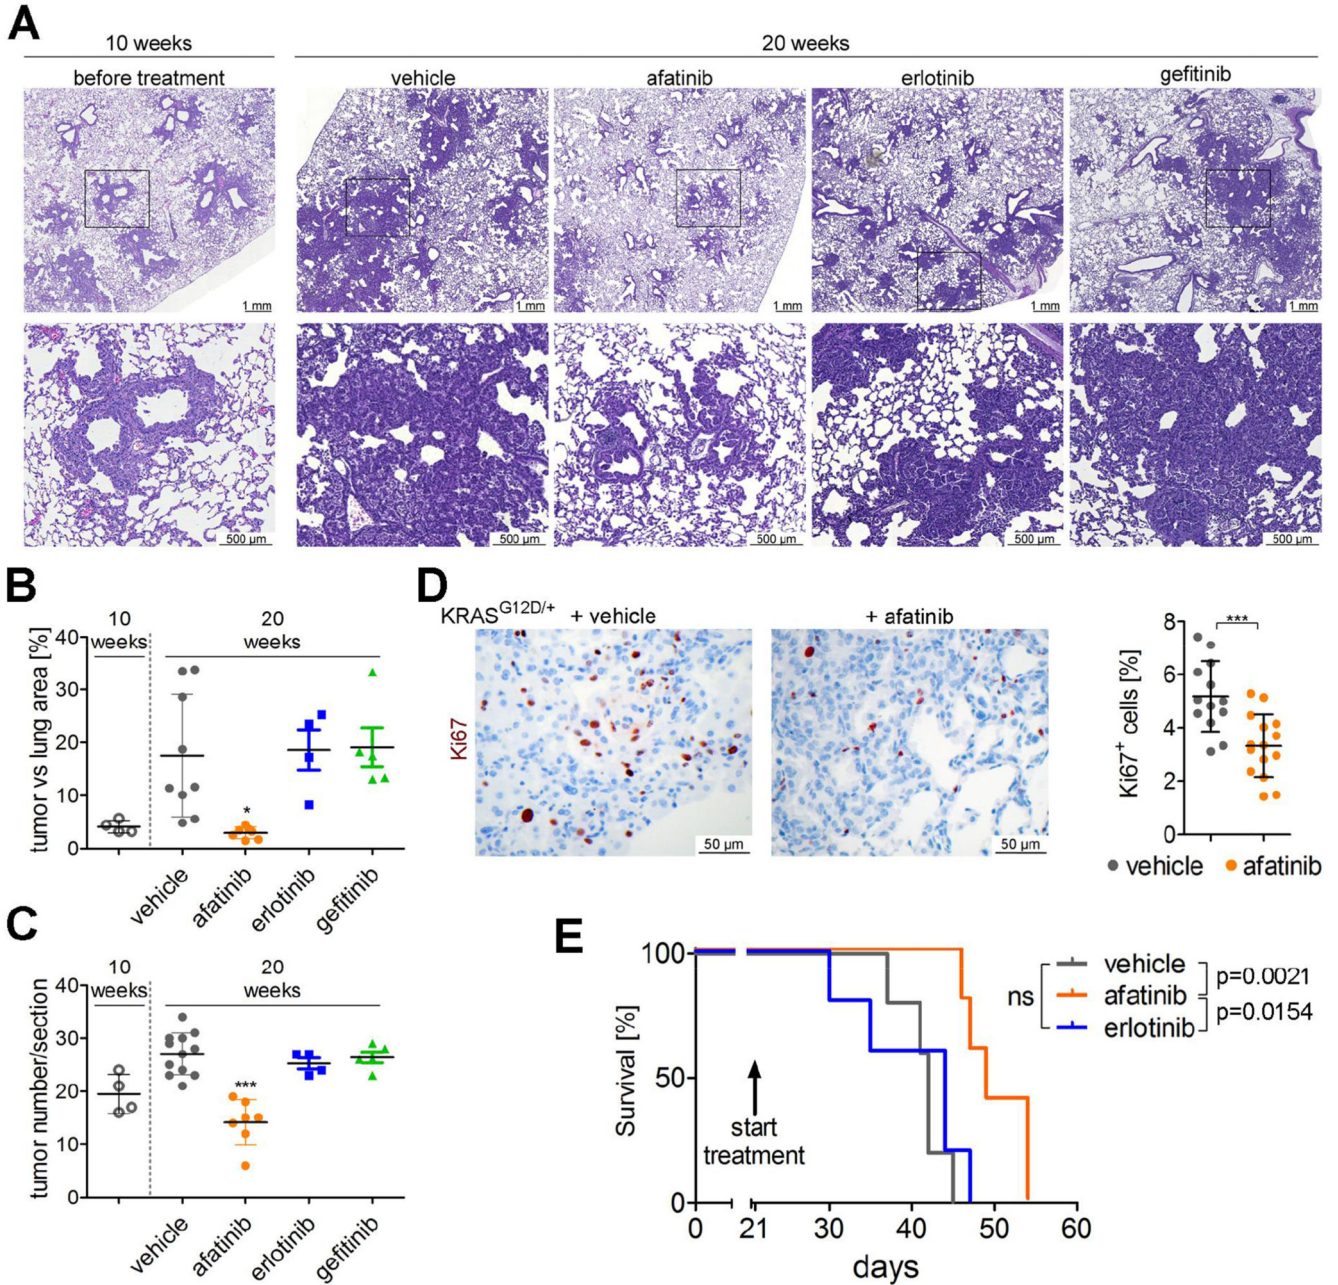 A
10 weeks
20 weeks
before treatment
vehicle
afatinib
erlotinib
gefitinib
1 mm
1 mm
1 mm
1 mm
1 mm
500 µm
500 µm
500 µm
500 µm
500 µm
B
10
weeks
20
weeks
tumor vs lung area [%]
40
30
20
10
0
*
vehicle
afatinib
erlotinib
gefitinib
C
10
weeks
20
weeks
tumor number/section
40
30
20
10
0
***
vehicle
afatinib
erlotinib
gefitinib
D
KRASG12D/+ + vehicle
+ afatinib
Ki67
50 µm
50 µm
Ki67+ cells [%]
8
6
4
2
0
***
vehicle
afatinib
E
Survival [%]
100
50
0
start
treatment
0
21
30
40
50
60
days
ns
vehicle
afatinib
erlotinib
p=0.0021
p=0.0154